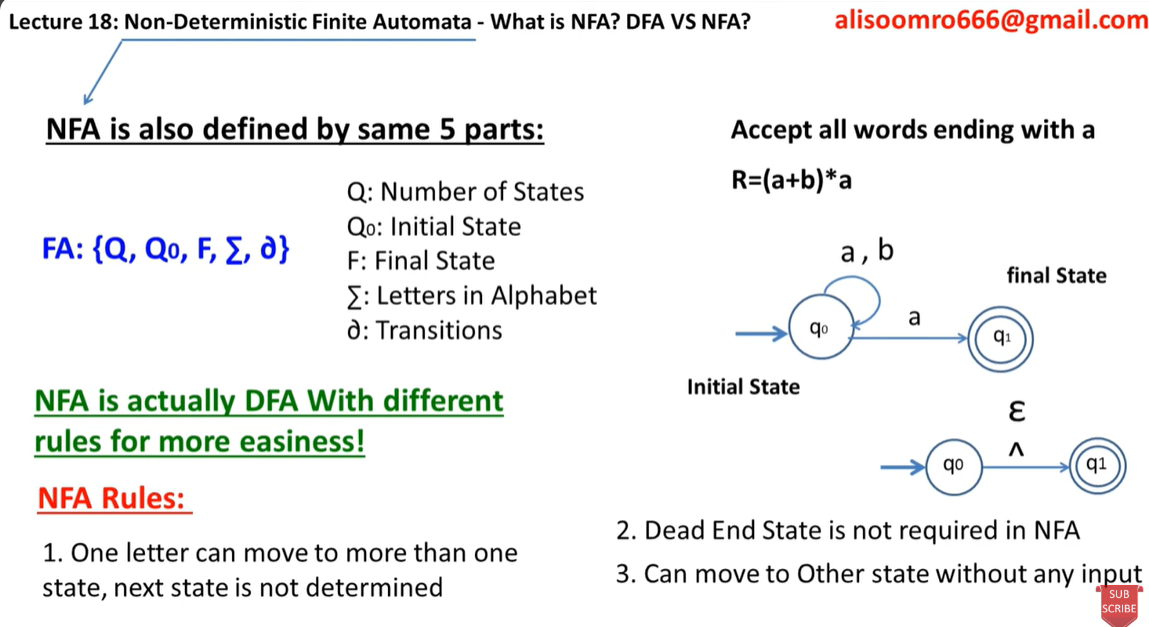 Lecture 18: Non-Deterministic Finite Automata - What is NFA? DFA VS NFA?
alisoomro666@gmail.com
NFA is also defined by same 5 parts:
FA: {Q, Q0, F, ∑, ∂}
Q: Number of States
Q0: Initial State
F: Final State
∑: Letters in Alphabet
∂: Transitions
NFA is actually DFA With different
rules for more easiness!
NFA Rules:
1. One letter can move to more than one
state, next state is not determined
Accept all words ending with a
R=(a+b)*a
a , b
final State
q0
a
q1
Initial State
ε
^
q0
q1
2. Dead End State is not required in NFA
3. Can move to Other state without any input
SUB
SCRIBE